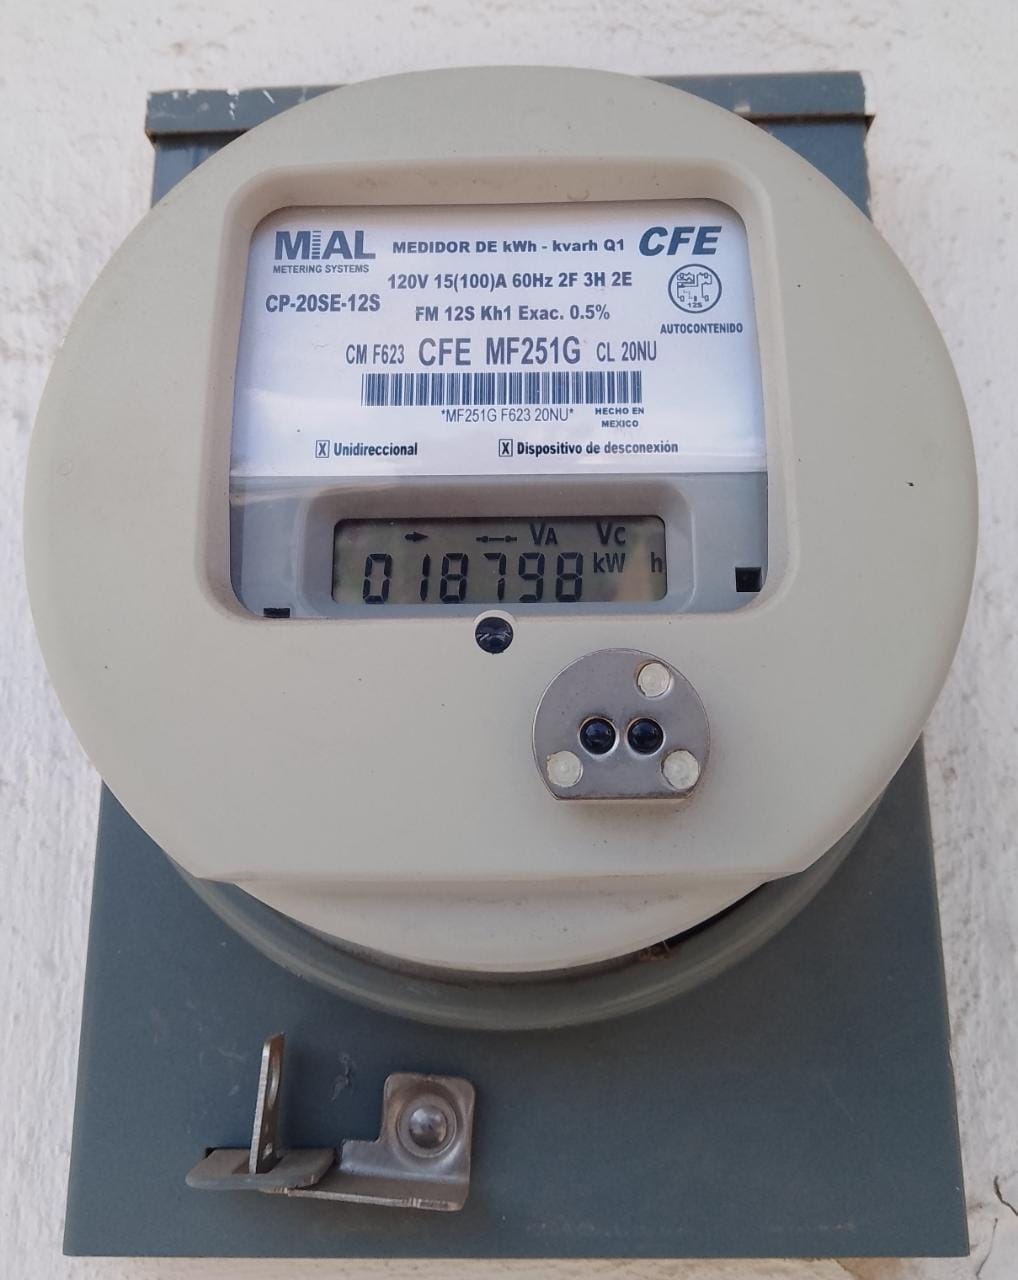 MIAL
METERING SYSTEMS
MEDIDOR DE kWh - kvarh Q1
CFE
120V 15(100)A 60Hz 2F 3H 2E
CP-20SE-12S
FM 12S Kh1 Exac. 0.5%
12S
AUTOCONTENIDO
CM F623 CFE MF251G CL 20NU
*MF251G F623 20NU*
HECHO EN
MEXICO
X Unidireccional
X Dispositivo de desconexión
VA VC
018798 kW h